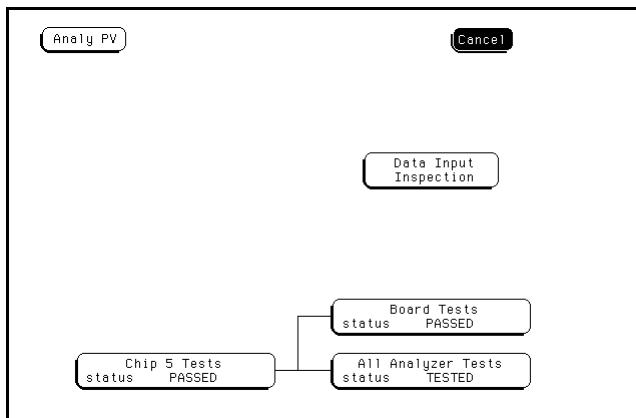 Analy PV
Cancel
Data Input
Inspection
Board Tests
status PASSED
Chip 5 Tests
status PASSED
All Analyzer Tests
status TESTED